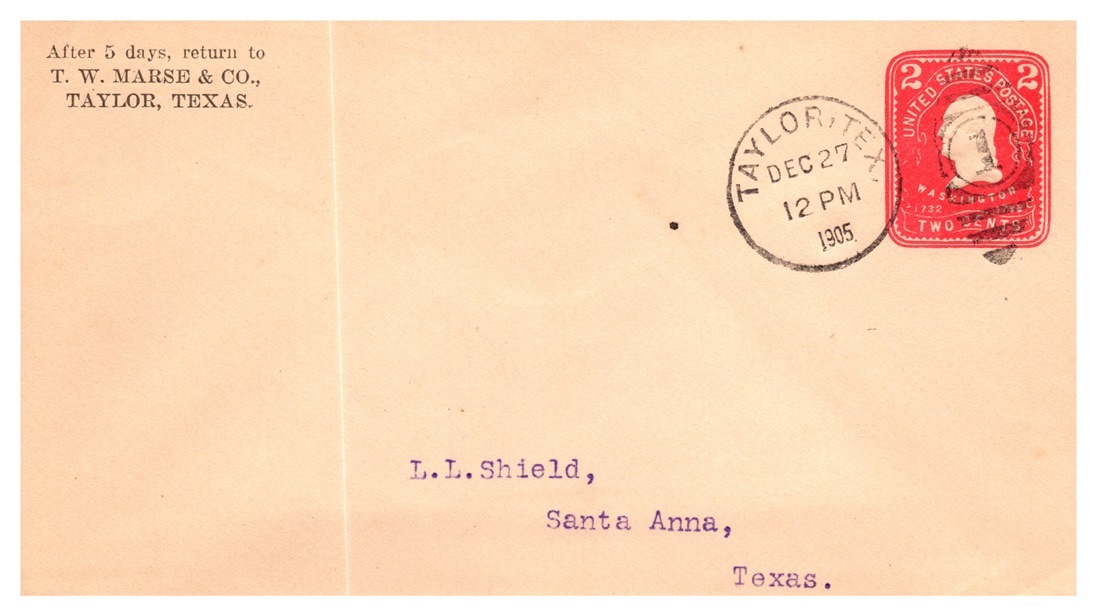 After 5 days, return to
T. W. MARSE & CO.,
TAYLOR, TEXAS.
TAYLOR, TEX.
DEC 27
12 PM
1905
2 2
UNITED STATES POSTAGE
1
WASHINGTON
1732
TWO CENTS
L.L.Shield,
Santa Anna,
Texas.